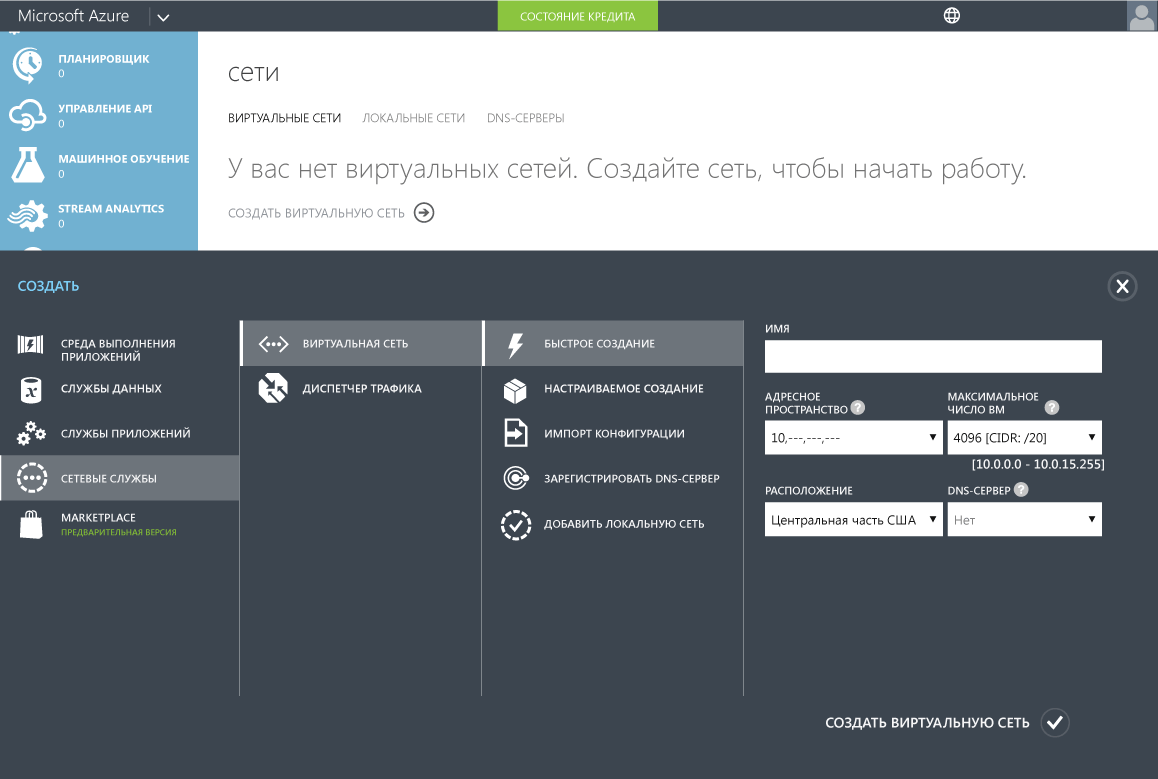 Microsoft Azure
СОСТОЯНИЕ КРЕДИТА
ПЛАНИРОВЩИК
0
УПРАВЛЕНИЕ API
0
МАШИННОЕ ОБУЧЕНИЕ
0
STREAM ANALYTICS
0
сети
ВИРТУАЛЬНЫЕ СЕТИ ЛОКАЛЬНЫЕ СЕТИ DNS-СЕРВЕРЫ
У вас нет виртуальных сетей. Создайте сеть, чтобы начать работу.
СОЗДАТЬ ВИРТУАЛЬНУЮ СЕТЬ
СОЗДАТЬ
СРЕДА ВЫПОЛНЕНИЯ
ПРИЛОЖЕНИЙ
СЛУЖБЫ ДАННЫХ
СЛУЖБЫ ПРИЛОЖЕНИЙ
СЕТЕВЫЕ СЛУЖБЫ
MARKETPLACE
ПРЕДВАРИТЕЛЬНАЯ ВЕРСИЯ
ВИРТУАЛЬНАЯ СЕТЬ
ДИСПЕТЧЕР ТРАФИКА
БЫСТРОЕ СОЗДАНИЕ
НАСТРАИВАЕМОЕ СОЗДАНИЕ
ИМПОРТ КОНФИГУРАЦИИ
ЗАРЕГИСТРИРОВАТЬ DNS-СЕРВЕР
ДОБАВИТЬ ЛОКАЛЬНУЮ СЕТЬ
ИМЯ
АДРЕСНОЕ
ПРОСТРАНСТВО ?
10,---,---,---
МАКСИМАЛЬНОЕ
ЧИСЛО ВМ ?
4096 [CIDR: /20]
[10.0.0.0 - 10.0.15.255]
РАСПОЛОЖЕНИЕ
Центральная часть США
DNS-СЕРВЕР ?
Нет
СОЗДАТЬ ВИРТУАЛЬНУЮ СЕТЬ